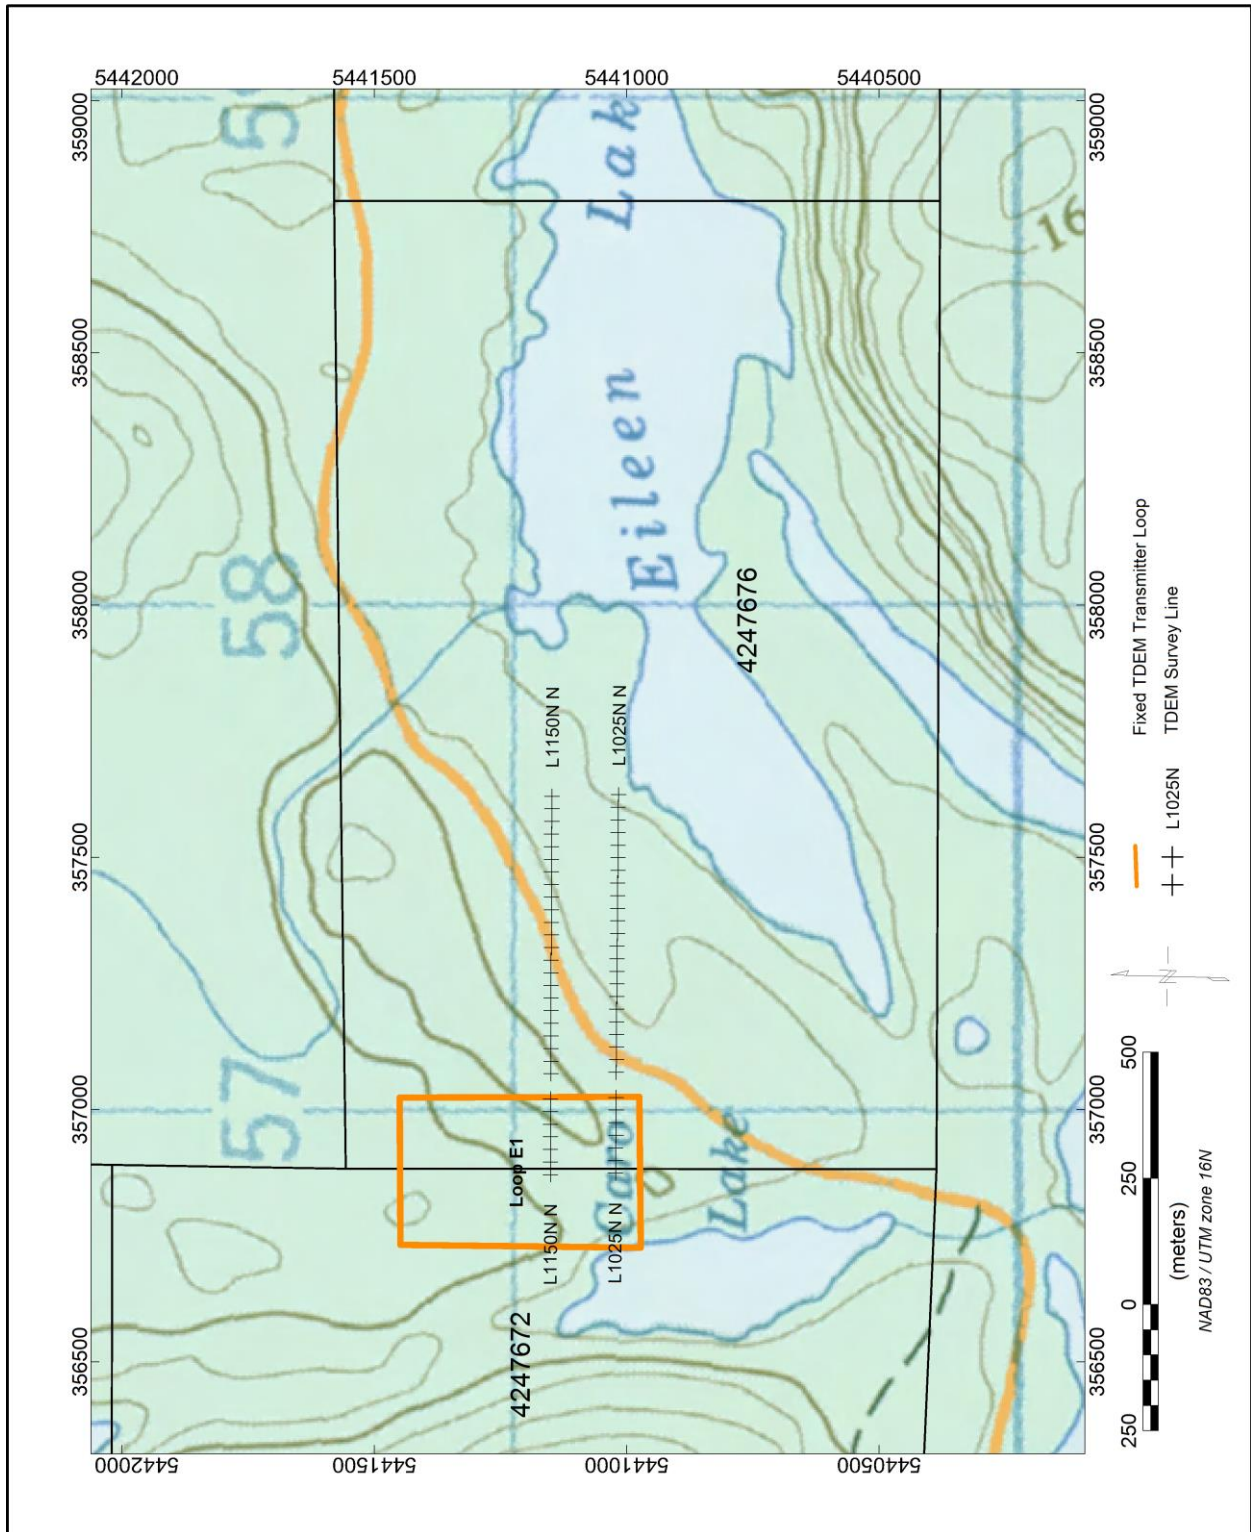 5442000
5441500
5441000
5440500
359000
358500
358000
357500
357000
356500
359000
358500
358000
357500
357000
356500
5442000
5441500
5441000
5440500
58
57
16
Eileen Lak
Caro
Lake
4247676
4247672
Loop E1
L1150N N
L1025N N
L1150N N
L1025N N
Fixed TDEM Transmitter Loop
L1025N TDEM Survey Line
N
250 0 250 500
(meters)
NAD83 / UTM zone 16N